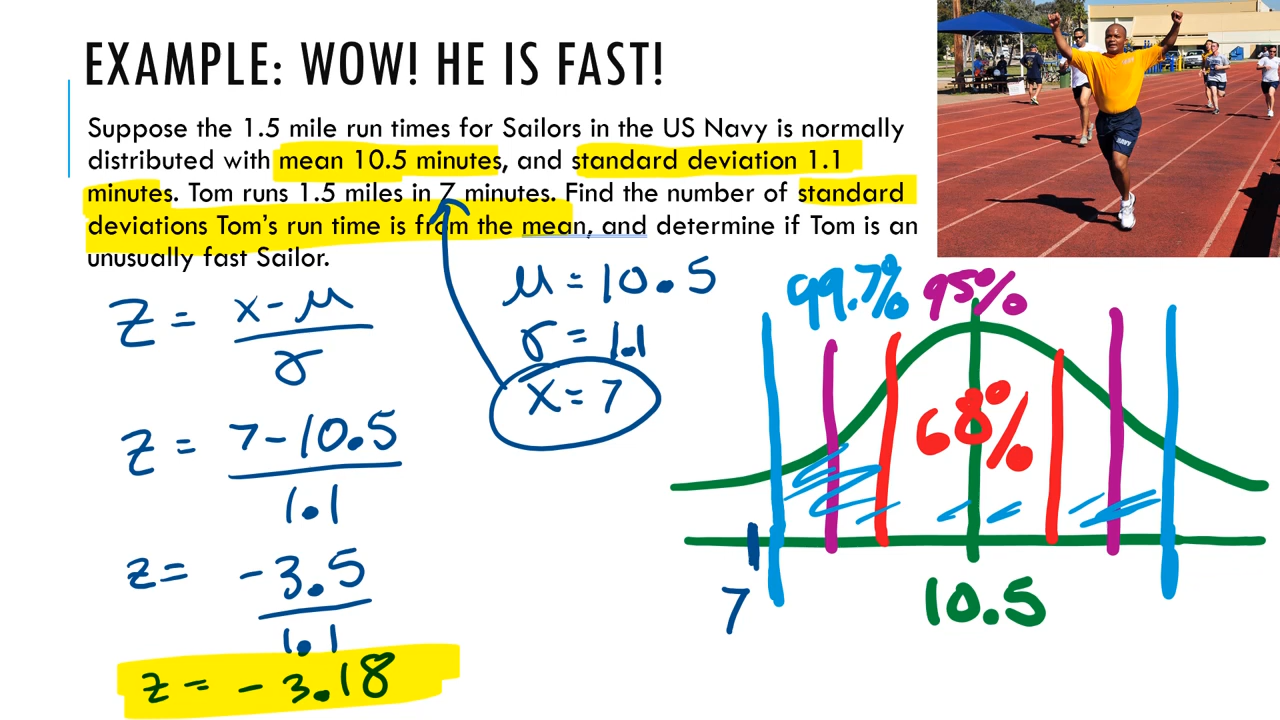 EXAMPLE: WOW! HE IS FAST!
Suppose the 1.5 mile run times for Sailors in the US Navy is normally
distributed with mean 10.5 minutes, and standard deviation 1.1
minutes. Tom runs 1.5 miles in 7 minutes. Find the number of standard
deviations Tom's run time is from the mean, and determine if Tom is an
unusually fast Sailor.
z = x - μ
σ
z = 7 - 10.5
1.1
z = - 3.5
1.1
z = - 3.18
μ = 10.5
σ = 1.1
x = 7
99.7% 95%
68%
7
10.5
NAVY